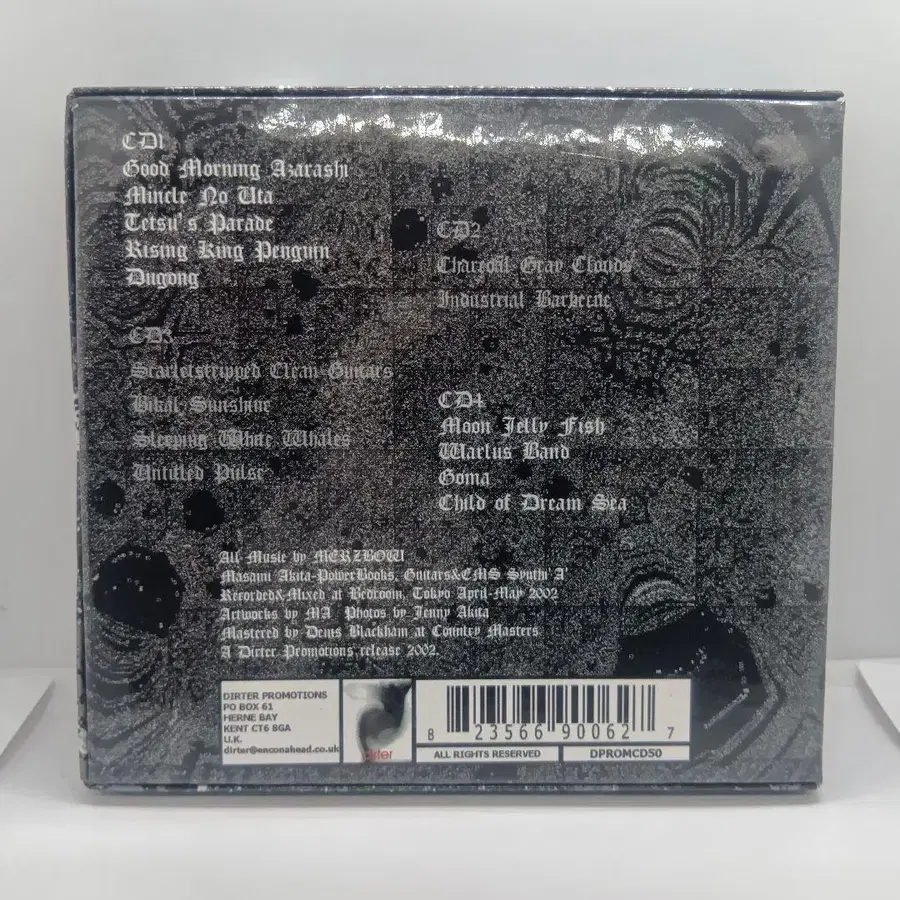 CD1
Good Morning Azarashi
Mincle No Uta
Tetsu's Parade
Rising King Penguin
Dugong
CD2
Charcoal Gray Clouds
Industrial Barbecue
CD3
Scarletstripped Clean Guitars
Bikal Sunshine
Sleeping White Whales
Untitled Pulse
CD4
Moon Jelly Fish
Warlus Band
Goma
Child of Dream Sea
All Music by MERZBOW
Masami Akita-PowerBooks, Guitars&EMS Synthi'A'
Recorded&Mixed at Bedroom, Tokyo April-May 2002
Artworks by MA Photos by Jenny Akita
Mastered by Denis Blackham at Country Masters
A Dirter Promotions release 2002.
DIRTER PROMOTIONS
PO BOX 61
HERNE BAY
KENT CT6 8GA
U.K.
dirter@enconahead.co.uk
dirter
8 23566 90062 7
ALL RIGHTS RESERVED
DPROMCD50